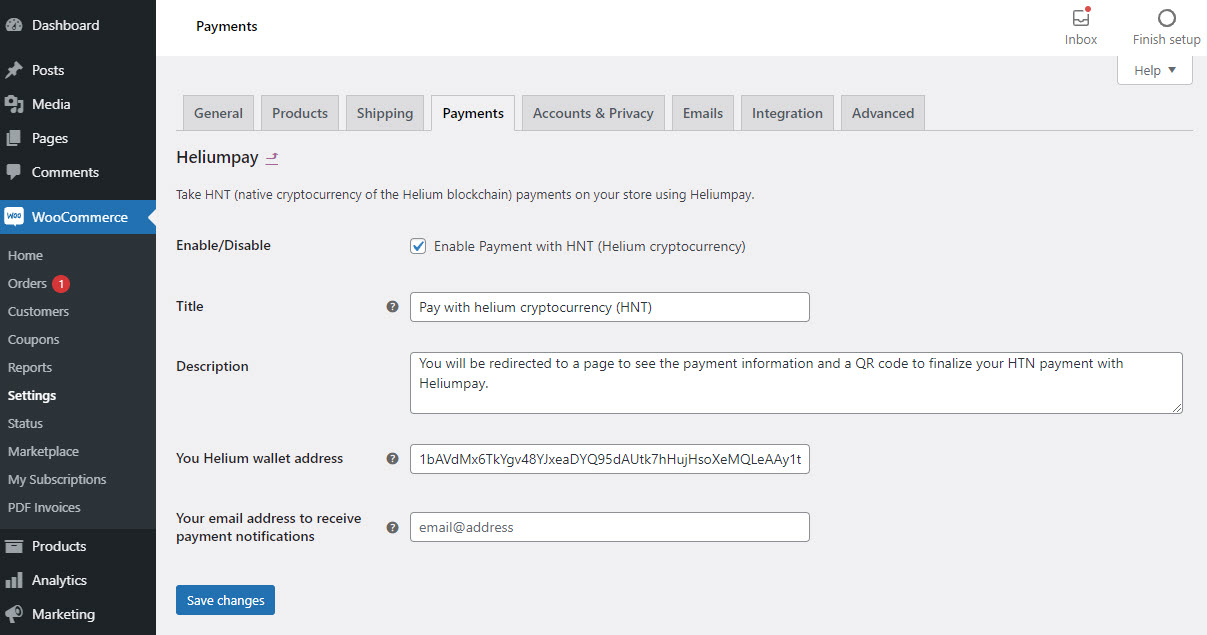 Dashboard
Posts
Media
Pages
Comments
woo WooCommerce
Home
Orders 1
Customers
Coupons
Reports
Settings
Status
Marketplace
My Subscriptions
PDF Invoices
Products
Analytics
Marketing
Payments
Inbox
Finish setup
Help ▼
General Products Shipping Payments Accounts & Privacy Emails Integration Advanced
Heliumpay
Take HNT (native cryptocurrency of the Helium blockchain) payments on your store using Heliumpay.
Enable/Disable
Enable Payment with HNT (Helium cryptocurrency)
Title ?
Pay with helium cryptocurrency (HNT)
Description
You will be redirected to a page to see the payment information and a QR code to finalize your HTN payment with
Heliumpay.
You Helium wallet address ?
1bAVdMx6TkYgv48YJxeaDYQ95dAUtk7hHujHsoXeMQLeAAy1t
Your email address to receive
payment notifications ?
email@address
Save changes